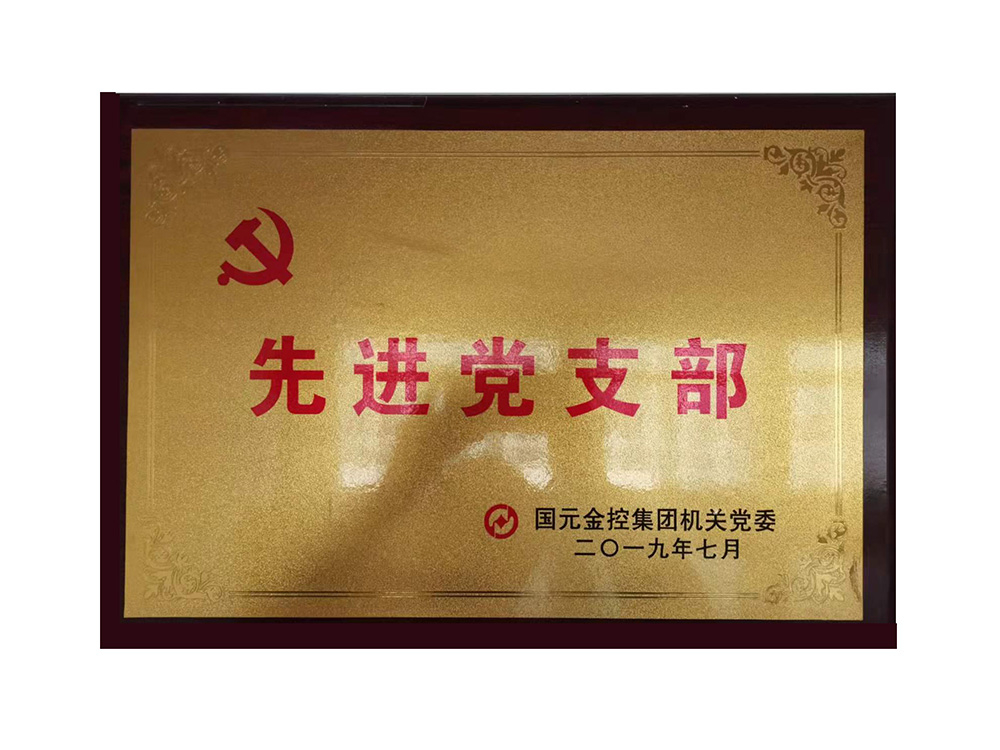 先进党支部
国元金控集团机关党委
二〇一九年七月